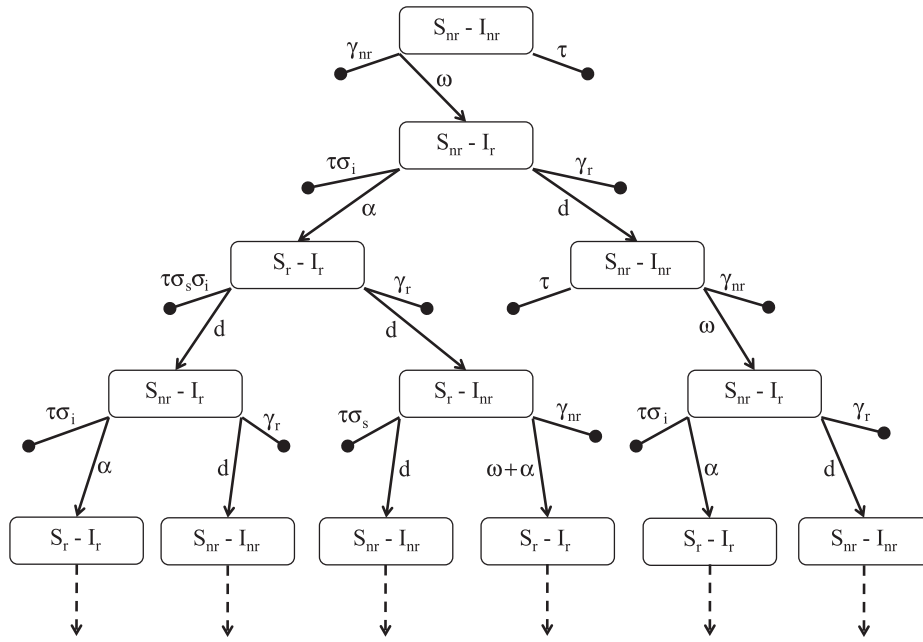 S_nr - I_nr
γ_nr τ
ω
S_nr - I_r
τσ_i γ_r
α d
S_r - I_r S_nr - I_nr
τσ_sσ_i γ_r τ γ_nr
d d ω
S_nr - I_r S_r - I_nr S_nr - I_r
τσ_i γ_r τσ_s γ_nr τσ_i γ_r
α d d ω+α α d
S_r - I_r S_nr - I_nr S_nr - I_nr S_r - I_r S_r - I_r S_nr - I_nr